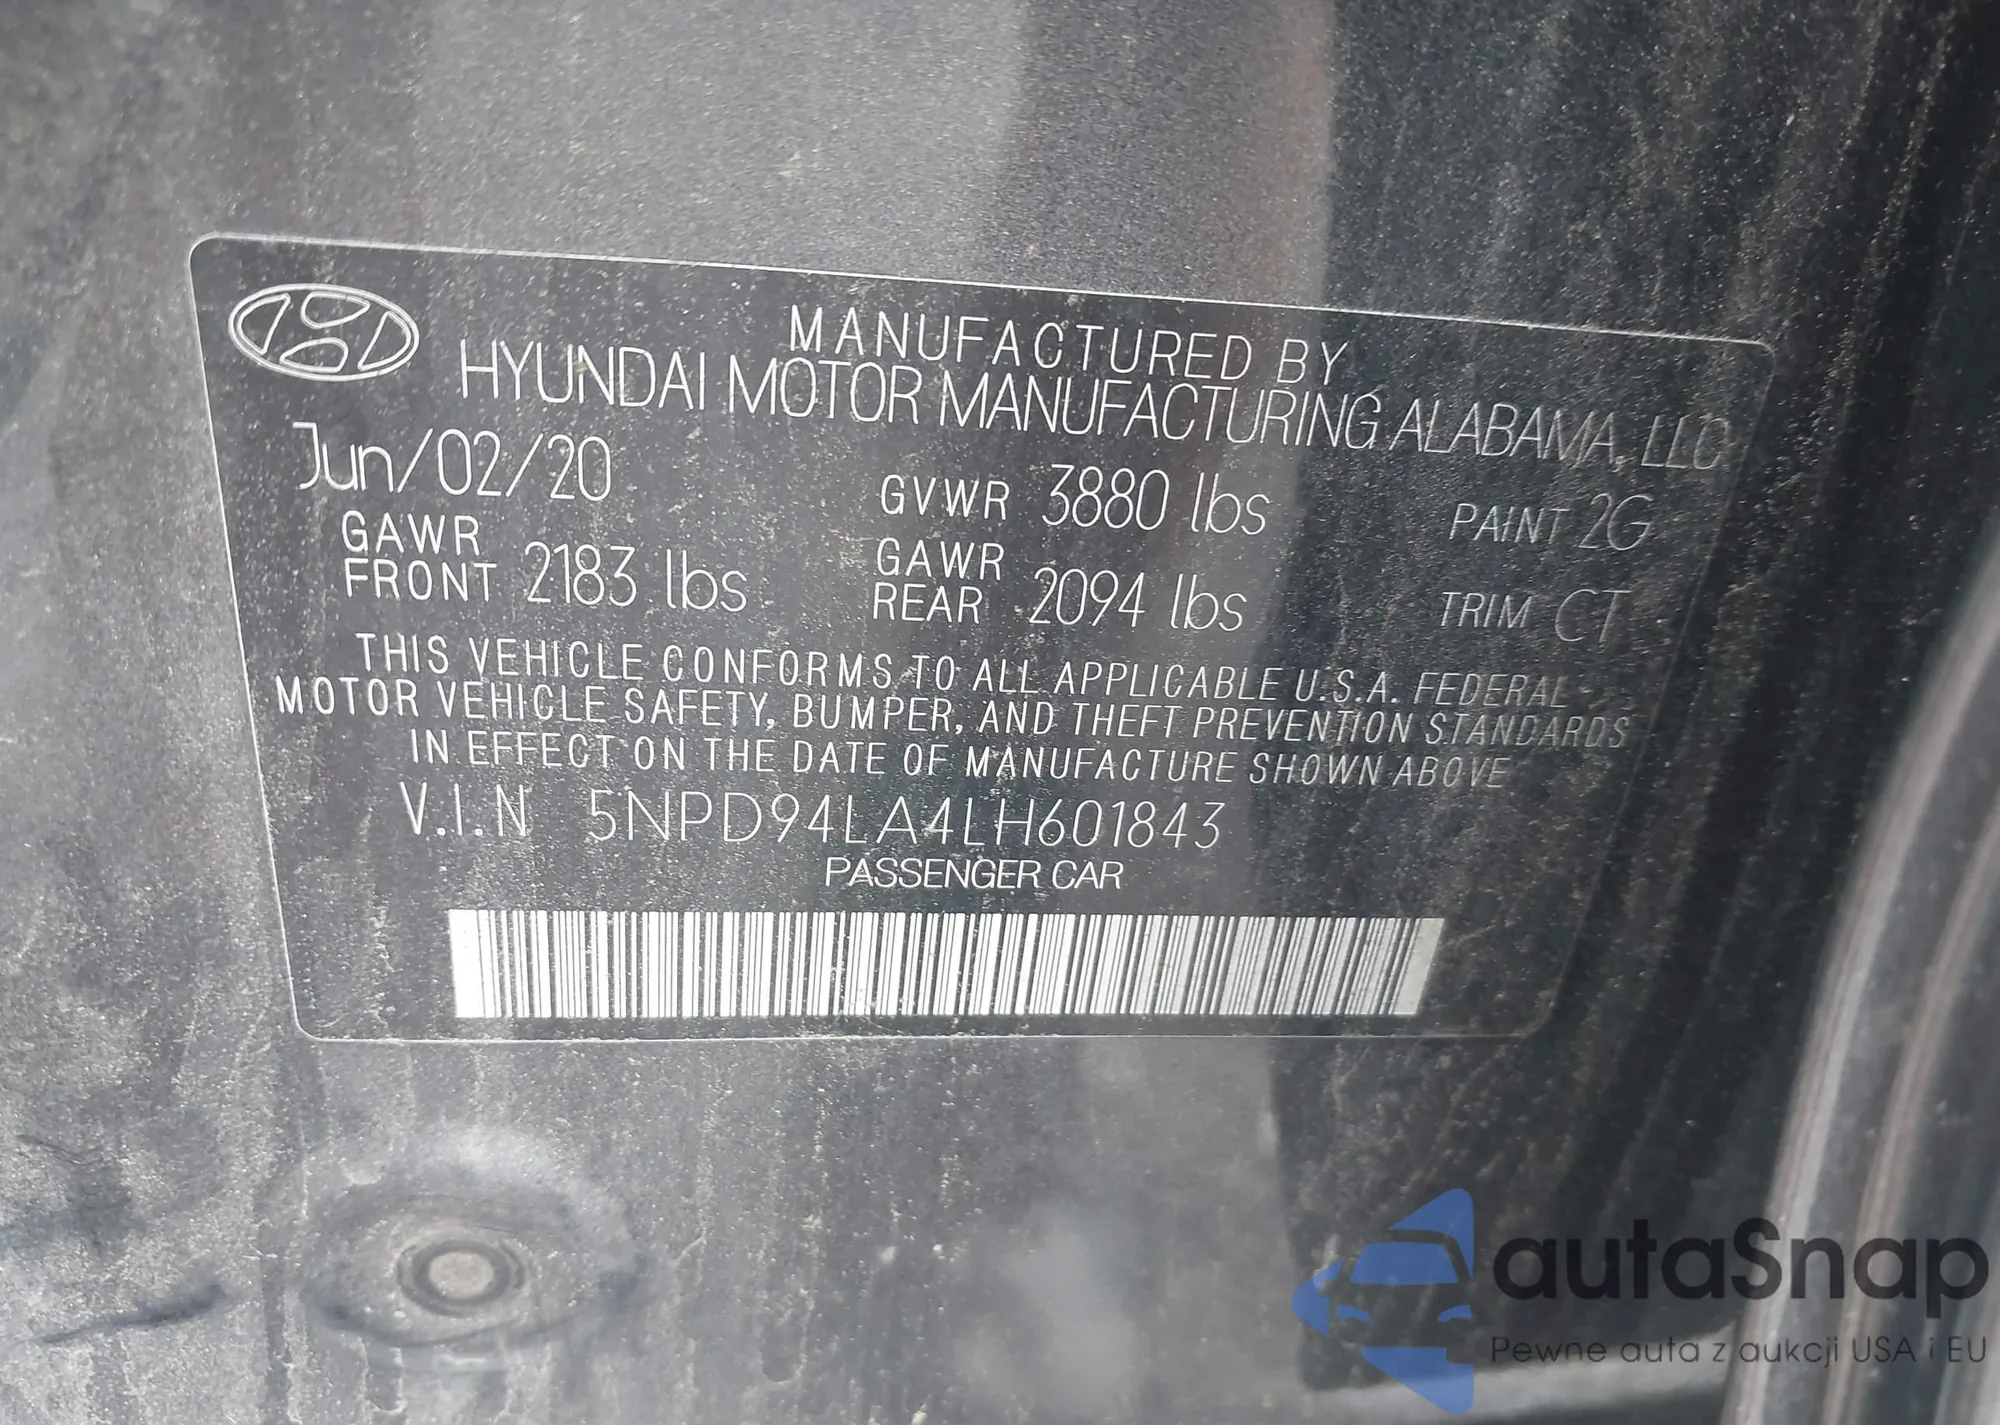 MANUFACTURED BY
HYUNDAI MOTOR MANUFACTURING ALABAMA, LLC
Jun/02/20
GVWR 3880 lbs
PAINT 2G
GAWR FRONT 2183 lbs
GAWR REAR 2094 lbs
TRIM CT
THIS VEHICLE CONFORMS TO ALL APPLICABLE U.S.A. FEDERAL
MOTOR VEHICLE SAFETY, BUMPER, AND THEFT PREVENTION STANDARDS
IN EFFECT ON THE DATE OF MANUFACTURE SHOWN ABOVE
V.I.N 5NPD94LA4LH601843
PASSENGER CAR
autaSnap
Pewne auta z aukcji USA i EU